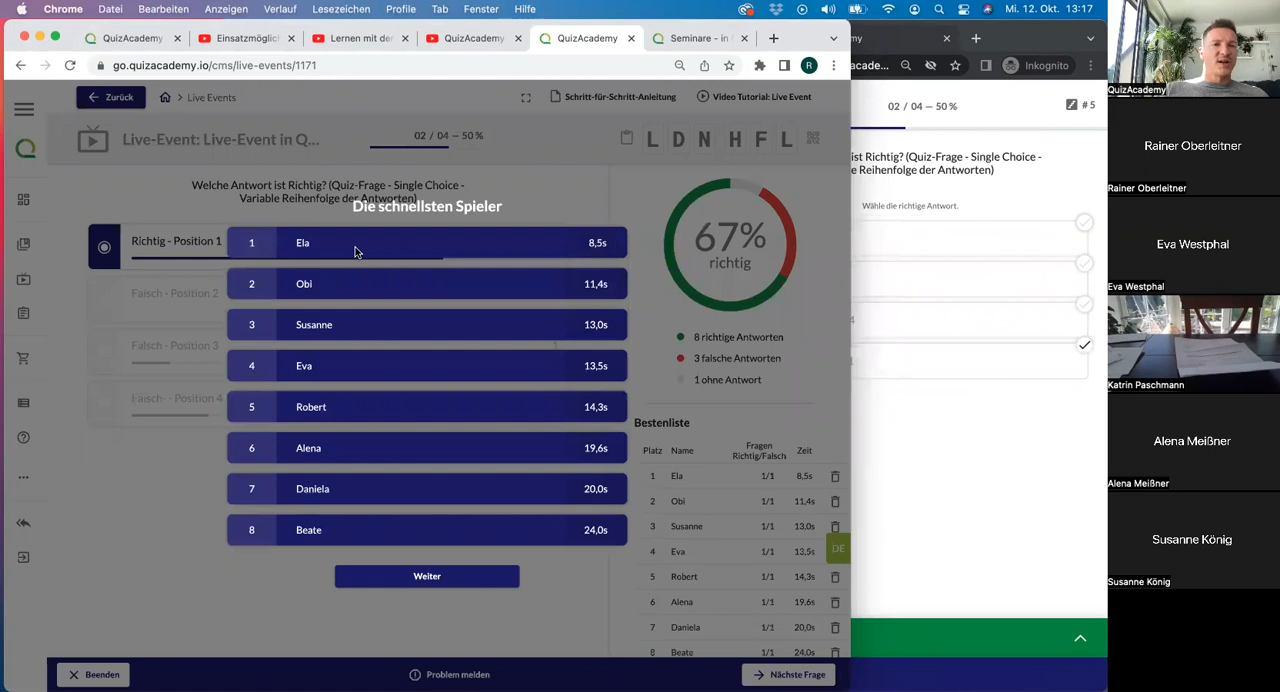 Chrome Datei Bearbeiten Anzeigen Verlauf Lesezeichen Profile Tab Fenster Hilfe Mi. 12. Okt. 13:17
QuizAcademy Einsatzmöglic Lernen mit der QuizAcademy QuizAcademy Seminare - in
go.quizacademy.io/cms/live-events/1171 R
Inkognito
Zurück Live Events Schritt-für-Schritt-Anleitung Video Tutorial: Live Event
Live-Event: Live-Event in Q... 02 / 04 — 50 % L D N H F L
02 / 04 — 50 % # 5
Welche Antwort ist Richtig? (Quiz-Frage - Single Choice -
Variable Reihenfolge der Antworten)
Die schnellsten Spieler
Richtig - Position 1
Falsch - Position 2
Falsch - Position 3 1
Falsch- - Position 4
1 Ela 8,5s
2 Obi 11,4s
3 Susanne 13,0s
4 Eva 13,5s
5 Robert 14,3s
6 Alena 19,6s
7 Daniela 20,0s
8 Beate 24,0s
Weiter
67%
richtig
8 richtige Antworten
3 falsche Antworten
1 ohne Antwort
Bestenliste
Platz Name Fragen Richtig/Falsch Zeit
1 Ela 1/1 8,5s
2 Obi 1/1 11,4s
3 Susanne 1/1 13,0s
4 Eva 1/1 13,5s
5 Robert 1/1 14,3s
6 Alena 1/1 19,6s
7 Daniela 1/1 20,0s
8 Beate 1/1 24,0s
DE
Beenden Problem melden Nächste Frage
ist Richtig? (Quiz-Frage - Single Choice -
Reihenfolge der Antworten)
Wähle die richtige Antwort.
QuizAcademy
Rainer Oberleitner
Rainer Oberleitner
Eva Westphal
Eva Westphal
Katrin Paschmann
Alena Meißner
Alena Meißner
Susanne König
Susanne König